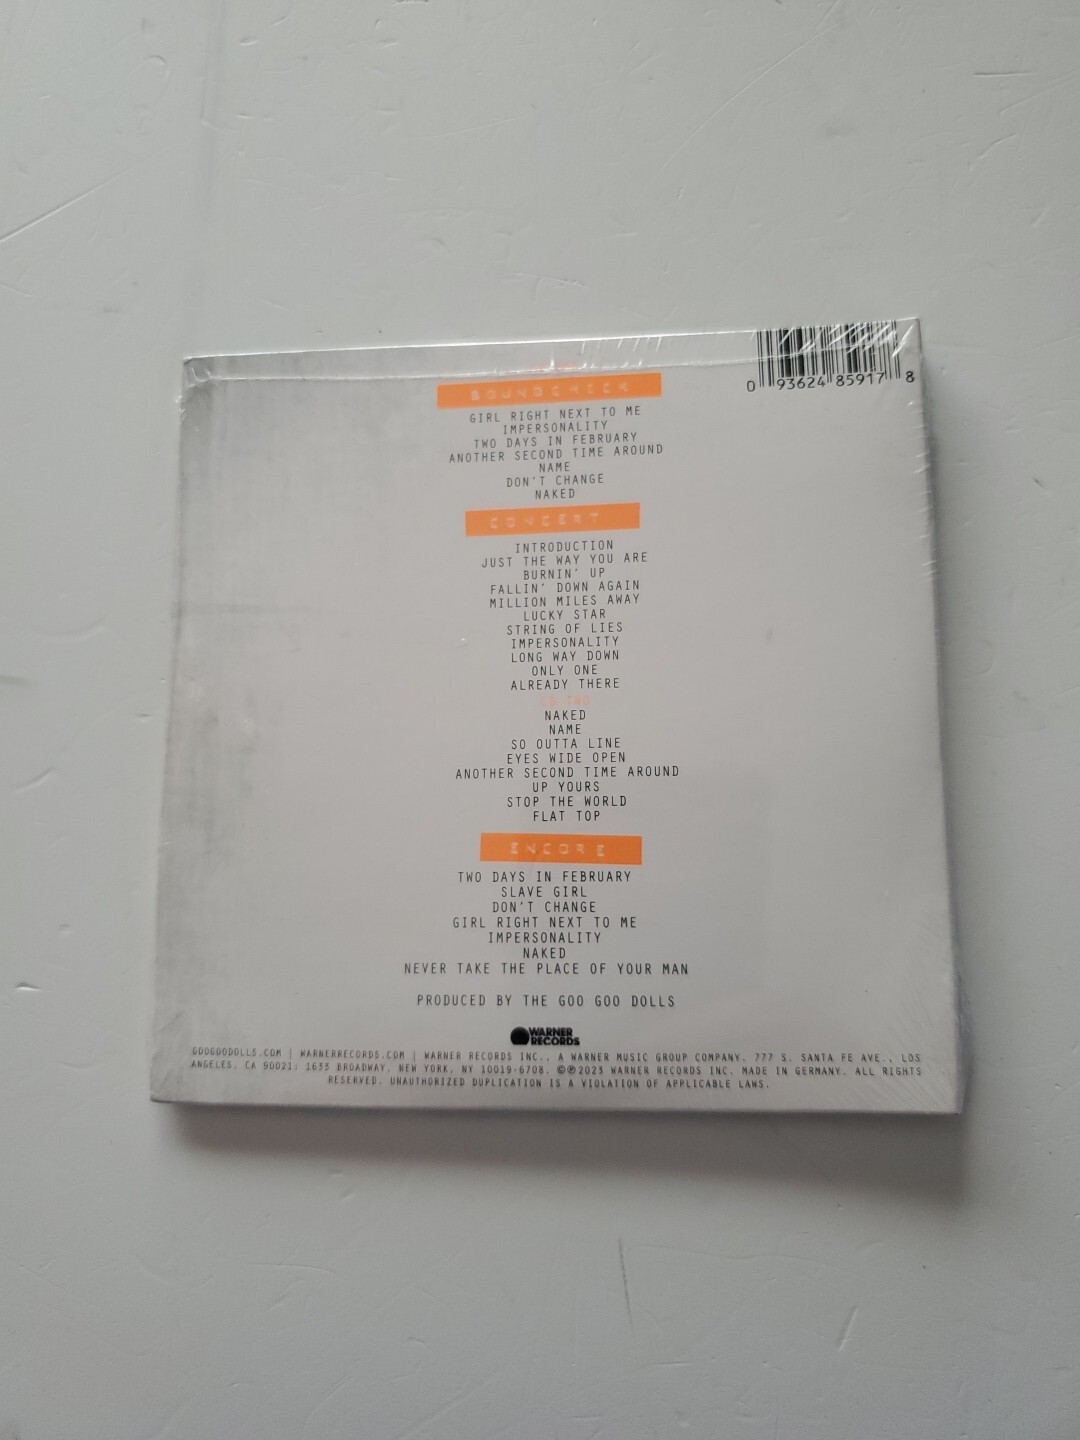 0 93624 85917 8
SOUNDCHECK
GIRL RIGHT NEXT TO ME
IMPERSONALITY
TWO DAYS IN FEBRUARY
ANOTHER SECOND TIME AROUND
NAME
DON'T CHANGE
NAKED
CONCERT
INTRODUCTION
JUST THE WAY YOU ARE
BURNIN' UP
FALLIN' DOWN AGAIN
MILLION MILES AWAY
LUCKY STAR
STRING OF LIES
IMPERSONALITY
LONG WAY DOWN
ONLY ONE
ALREADY THERE
CD TWO
NAKED
NAME
SO OUTTA LINE
EYES WIDE OPEN
ANOTHER SECOND TIME AROUND
UP YOURS
STOP THE WORLD
FLAT TOP
ENCORE
TWO DAYS IN FEBRUARY
SLAVE GIRL
DON'T CHANGE
GIRL RIGHT NEXT TO ME
IMPERSONALITY
NAKED
NEVER TAKE THE PLACE OF YOUR MAN
PRODUCED BY THE GOO GOO DOLLS
WARNER
RECORDS
GOOGOODOLLS.COM | WARNERRECORDS.COM | WARNER RECORDS INC., A WARNER MUSIC GROUP COMPANY. 777 S. SANTA FE AVE., LOS
ANGELES, CA 90021; 1633 BROADWAY, NEW YORK, NY 10019-6708. ©℗2023 WARNER RECORDS INC. MADE IN GERMANY. ALL RIGHTS
RESERVED. UNAUTHORIZED DUPLICATION IS A VIOLATION OF APPLICABLE LAWS.